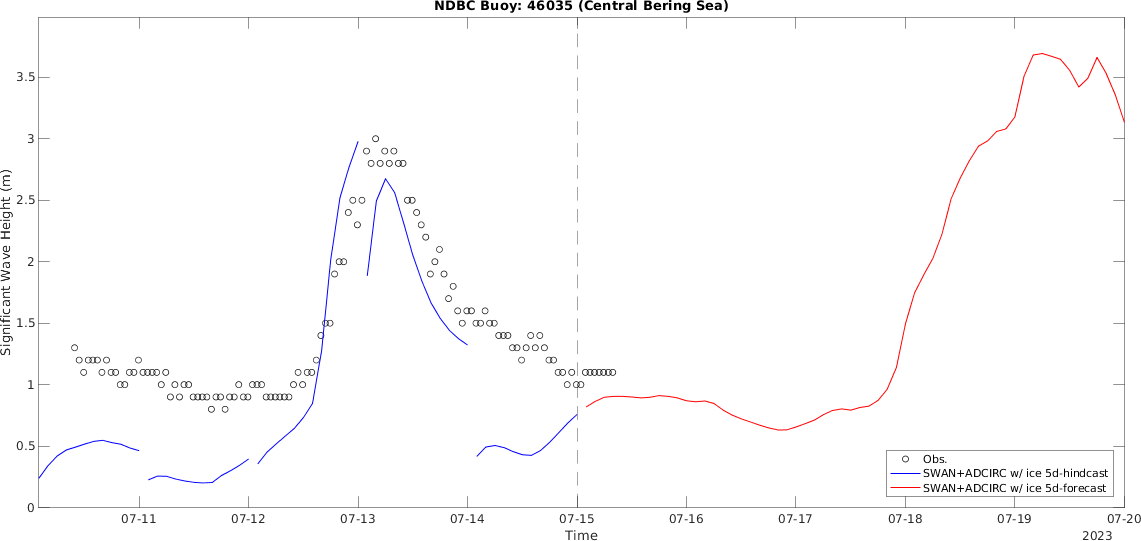 NDBC Buoy: 46035 (Central Bering Sea)
Significant Wave Height (m)
3.5
3
2.5
2
1.5
1
0.5
0
07-11 07-12 07-13 07-14 07-15 07-16 07-17 07-18 07-19 07-20
Time
2023
Obs.
SWAN+ADCIRC w/ ice 5d-hindcast
SWAN+ADCIRC w/ ice 5d-forecast